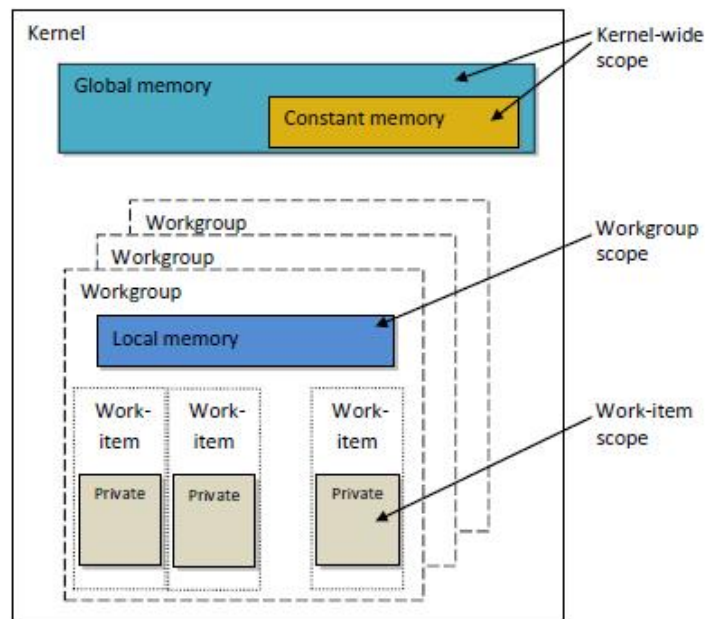 Kernel
Kernel-wide
scope
Global memory
Constant memory
Workgroup
Workgroup
Workgroup
Workgroup
scope
Local memory
Work-
item
Work-
item
Work-
item
Work-item
scope
Private
Private
Private